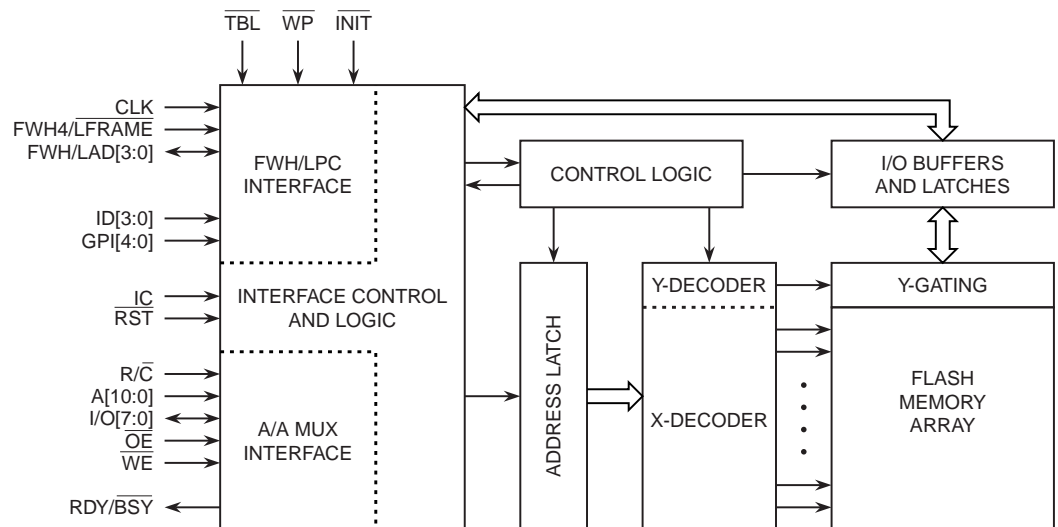 TBL WP INIT
CLK
FWH4/LFRAME
FWH/LAD[3:0]
ID[3:0]
GPI[4:0]
IC
RST
R/C
A[10:0]
I/O[7:0]
OE
WE
RDY/BSY
FWH/LPC
INTERFACE
INTERFACE CONTROL
AND LOGIC
A/A MUX
INTERFACE
CONTROL LOGIC
ADDRESS LATCH
Y-DECODER
X-DECODER
I/O BUFFERS
AND LATCHES
Y-GATING
FLASH
MEMORY
ARRAY